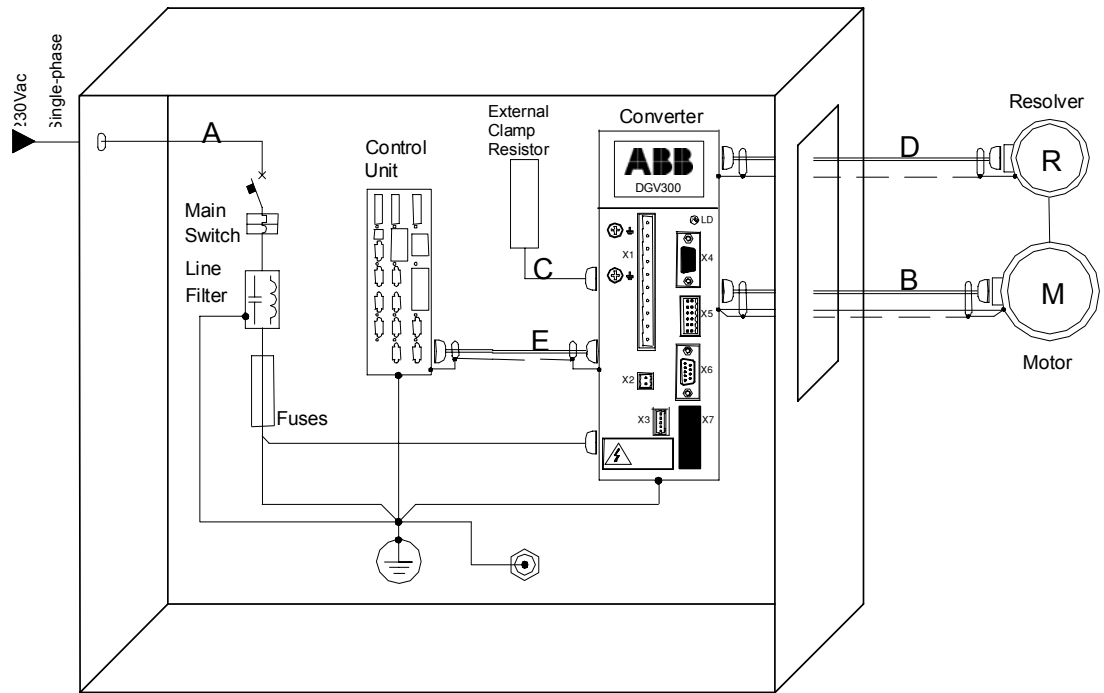 230Vac
Single-phase
A
Main
Switch
Line
Filter
Fuses
Control
Unit
External
Clamp
Resistor
C
E
Converter
ABB
DGV300
LD
X1
X4
X5
X2
X6
X3
X7
D
B
Resolver
R
M
Motor